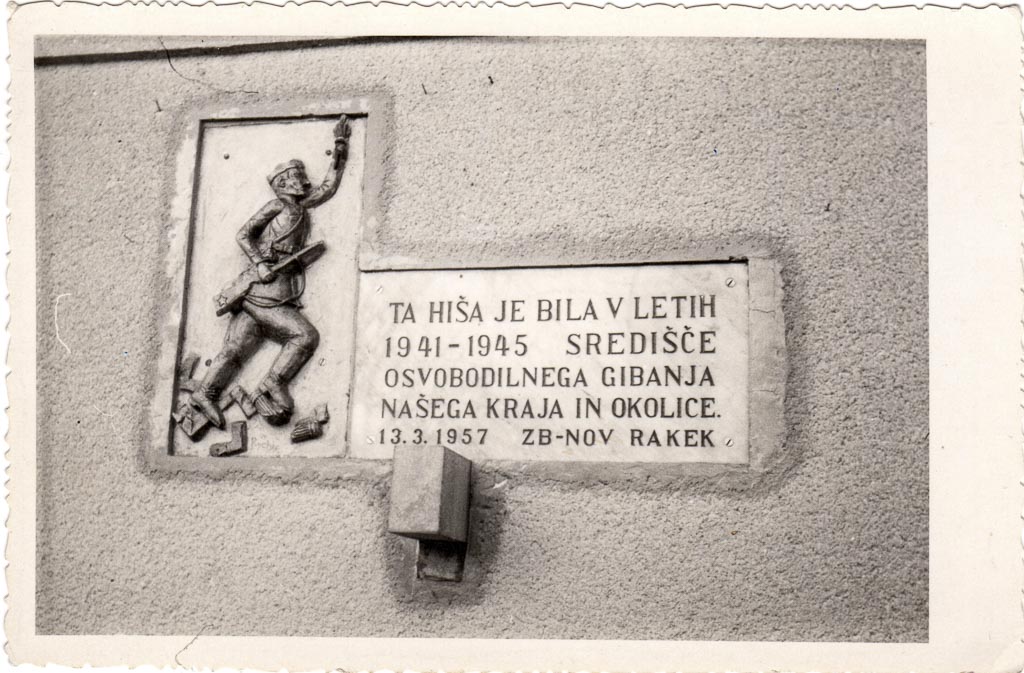 TA HIŠA JE BILA V LETIH
1941-1945 SREDIŠČE
OSVOBODILNEGA GIBANJA
NAŠEGA KRAJA IN OKOLICE.
13.3.1957 ZB-NOV RAKEK